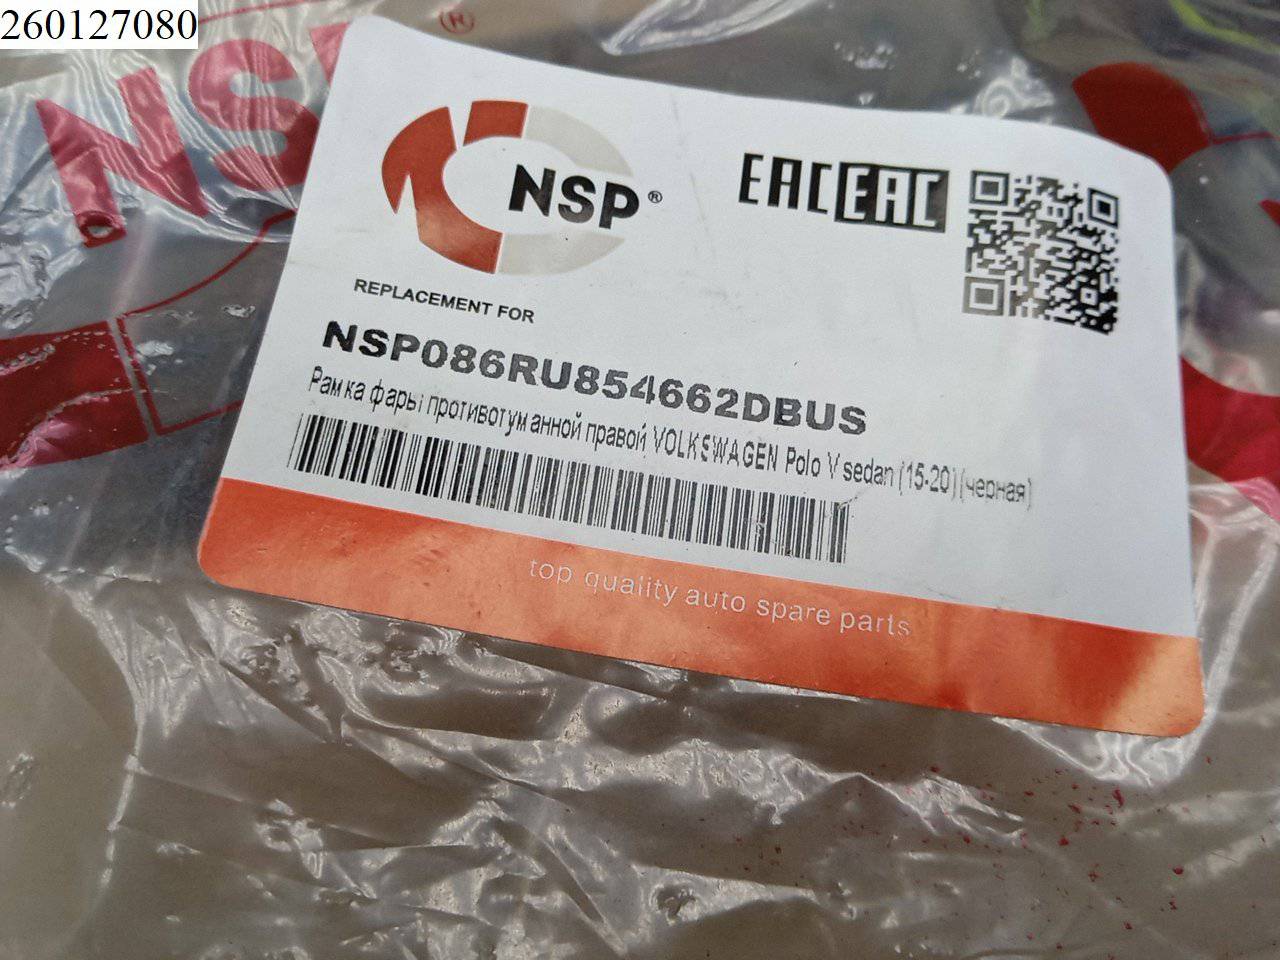 260127080
NSP®
NSP®
EAC EAC
REPLACEMENT FOR
NSP086RU854662DBUS
Рамка фары противотуманной правой VOLKSWAGEN Polo V sedan (15-20) (черная)
top quality auto spare parts